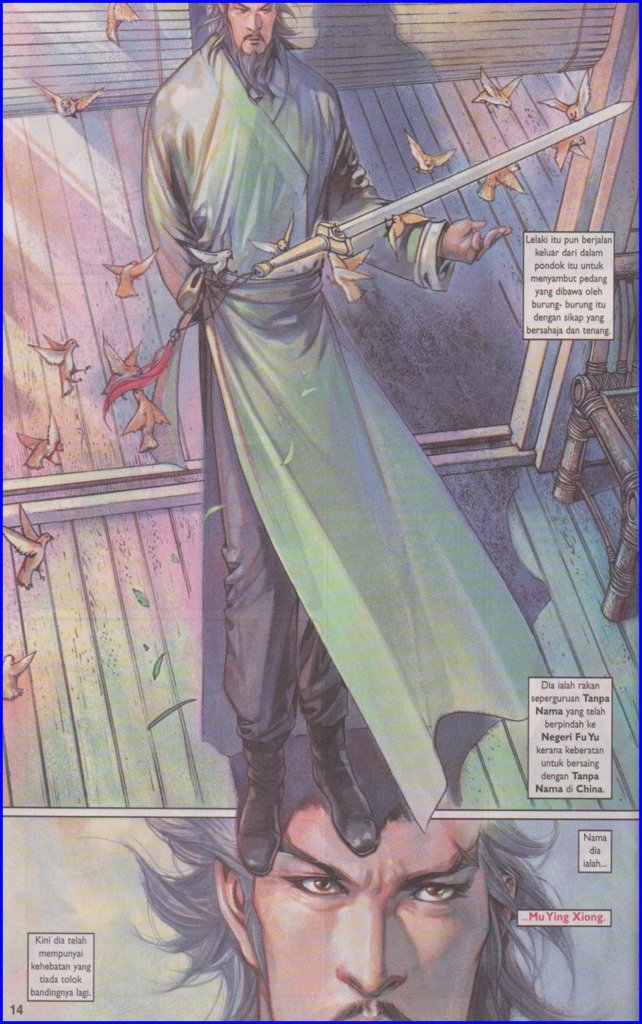 Lelaki itu pun berjalan
keluar dari dalam
pondok itu untuk
menyambut pedang
yang dibawa oleh
burung- burung itu
dengan sikap yang
bersahaja dan tenang.
Dia ialah rakan
seperguruan Tanpa
Nama yang telah
berpindah ke
Negeri Fu Yu
kerana keberatan
untuk bersaing
dengan Tanpa
Nama di China.
Nama
dia
ialah...
...Mu Ying Xiong.
Kini dia telah
mempunyai
kehebatan yang
tiada tolok
bandingnya lagi.
14